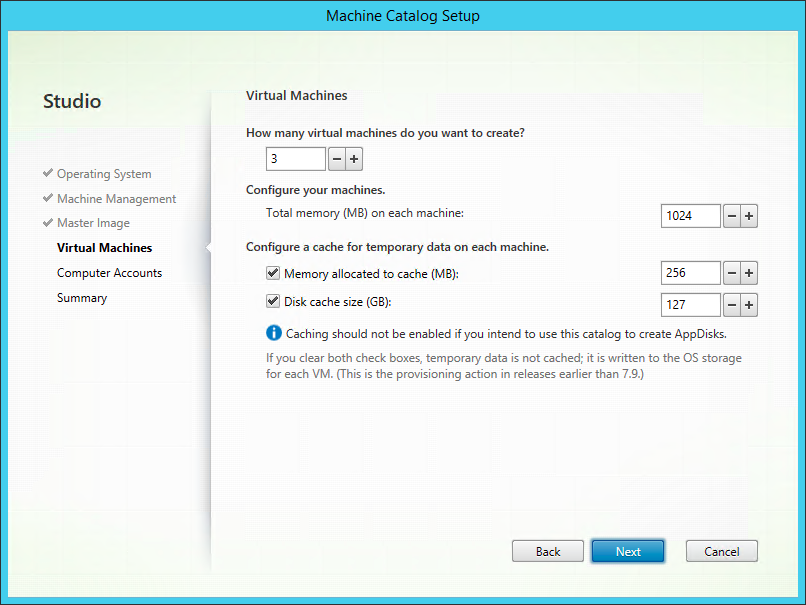 Machine Catalog Setup
Studio
Operating System
Machine Management
Master Image
Virtual Machines
Computer Accounts
Summary
Virtual Machines
How many virtual machines do you want to create?
3
Configure your machines.
Total memory (MB) on each machine: 1024
Configure a cache for temporary data on each machine.
Memory allocated to cache (MB): 256
Disk cache size (GB): 127
Caching should not be enabled if you intend to use this catalog to create AppDisks.
If you clear both check boxes, temporary data is not cached; it is written to the OS storage
for each VM. (This is the provisioning action in releases earlier than 7.9.)
Back Next Cancel